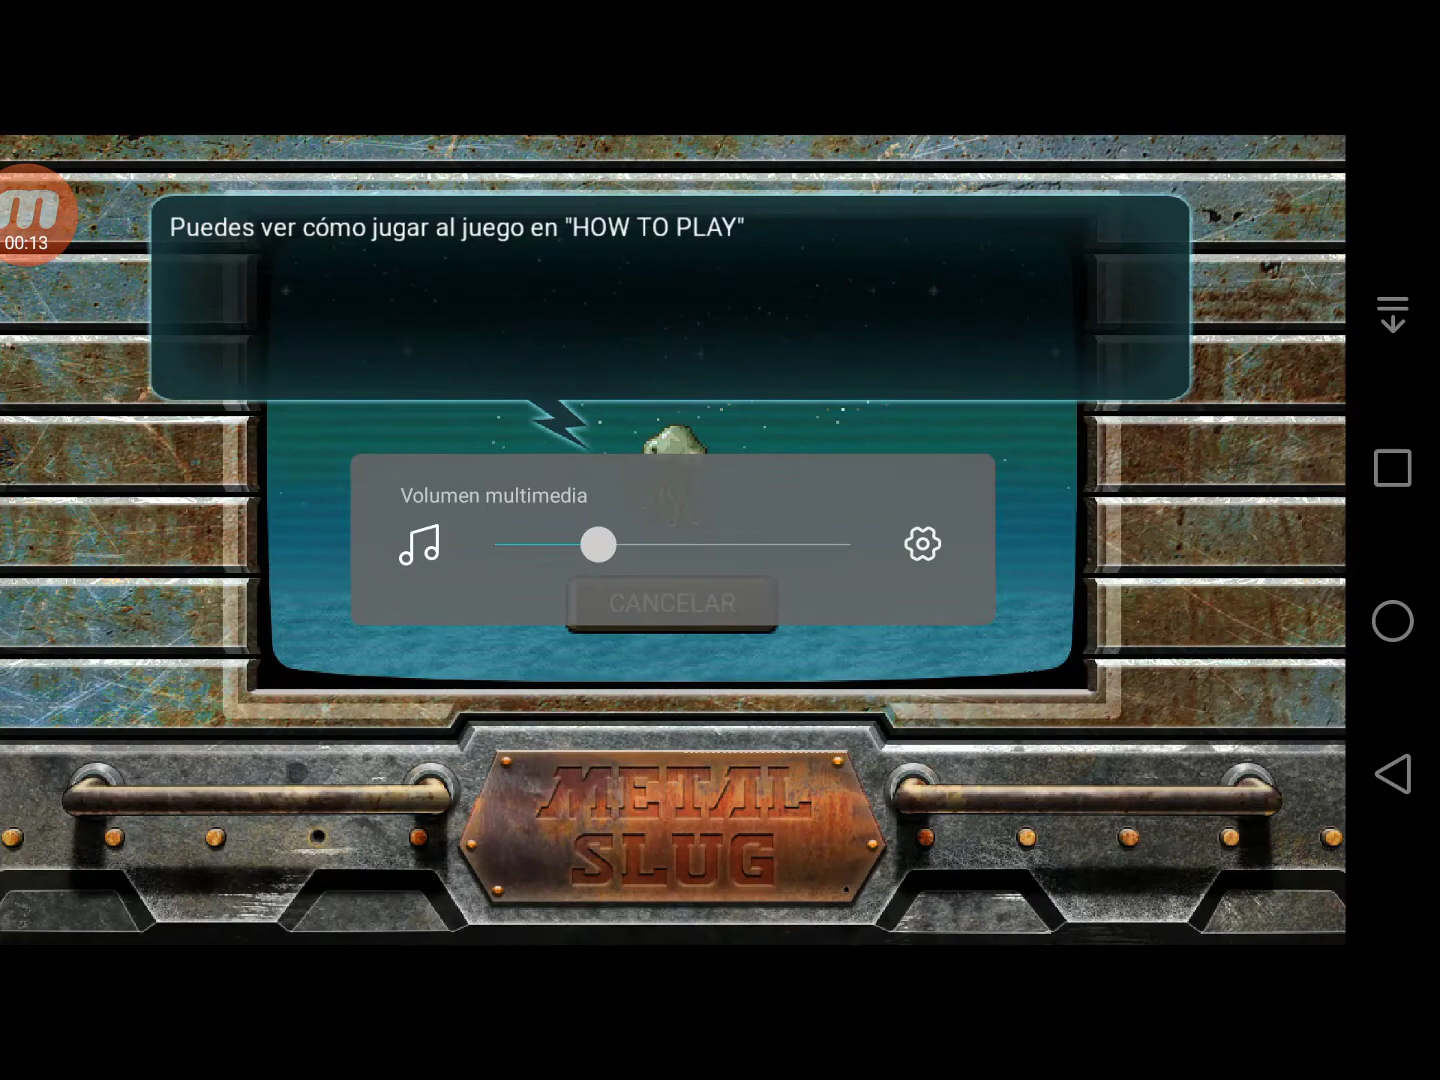 Puedes ver cómo jugar al juego en "HOW TO PLAY"
m
00:13
Volumen multimedia
CANCELAR
METAL
SLUG